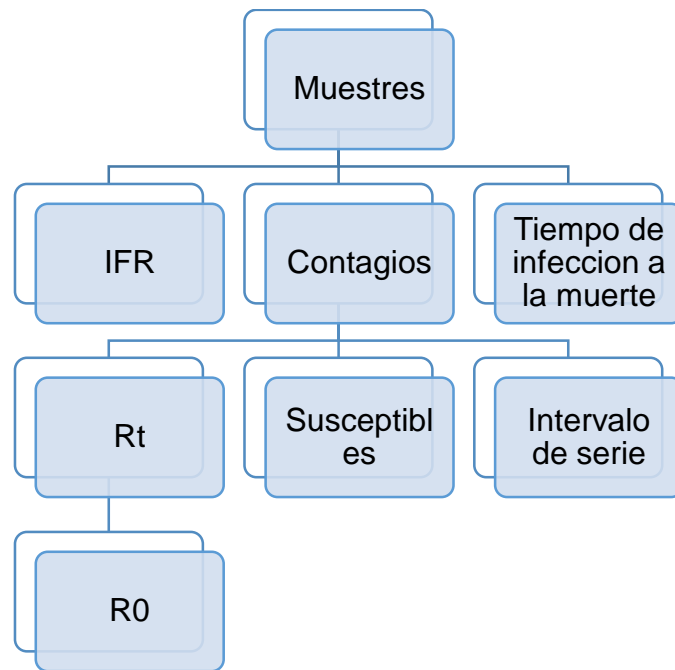 Muestres
IFR
Contagios
Tiempo de
infeccion a
la muerte
Rt
Susceptibl
es
Intervalo
de serie
R0